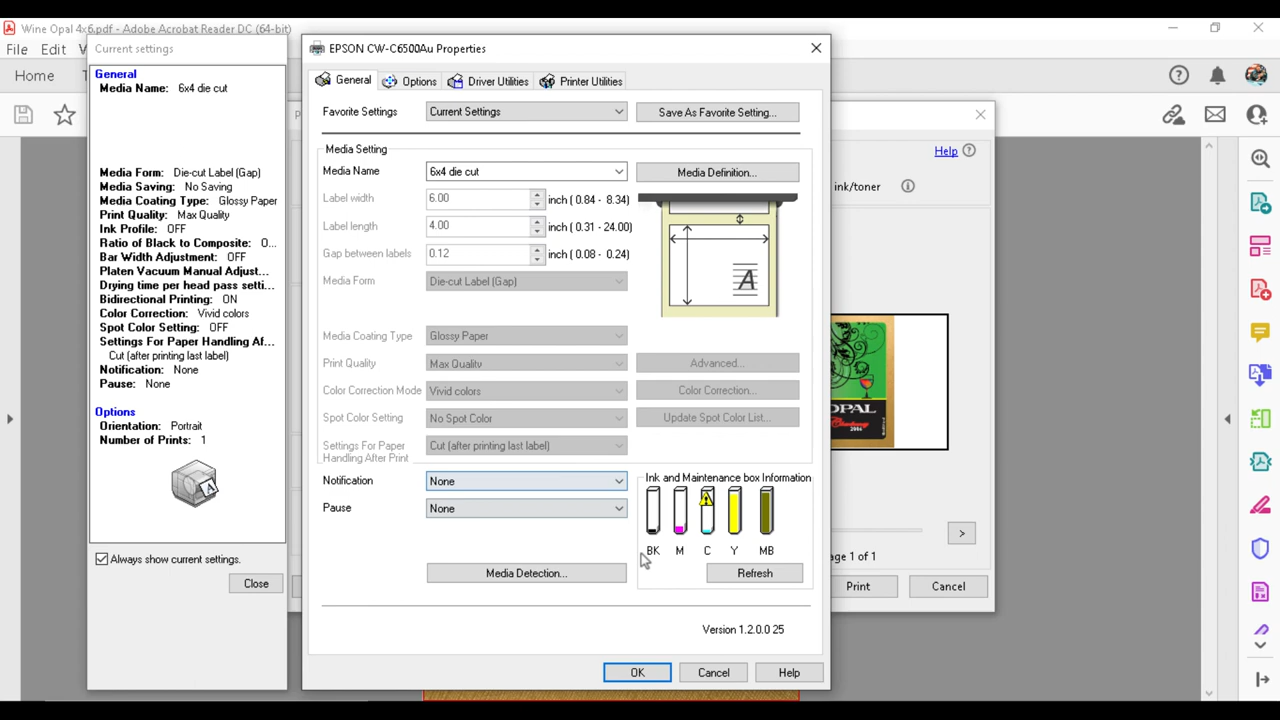 Wine Opal 4x6.pdf - Adobe Acrobat Reader DC (64-bit)
File Edit V
Home
Current settings
General
Media Name: 6x4 die cut
Media Form: Die-cut Label (Gap)
Media Saving: No Saving
Media Coating Type: Glossy Paper
Print Quality: Max Quality
Ink Profile: OFF
Ratio of Black to Composite: 0...
Bar Width Adjustment: OFF
Platen Vacuum Manual Adjust...
Drying time per head pass setti...
Bidirectional Printing: ON
Color Correction: Vivid colors
Spot Color Setting: OFF
Settings For Paper Handling Af...
Cut (after printing last label)
Notification: None
Pause: None
Options
Orientation: Portrait
Number of Prints: 1
A
Always show current settings.
Close
EPSON CW-C6500Au Properties
General Options Driver Utilities Printer Utilities
Favorite Settings Current Settings Save As Favorite Setting...
Media Setting
Media Name 6x4 die cut Media Definition...
Label width 6.00 inch ( 0.84 - 8.34)
Label length 4.00 inch ( 0.31 - 24.00)
Gap between labels 0.12 inch ( 0.08 - 0.24)
Media Form Die-cut Label (Gap)
A
Media Coating Type Glossy Paper
Print Quality Max Quality Advanced...
Color Correction Mode Vivid colors Color Correction...
Spot Color Setting No Spot Color Update Spot Color List...
Settings For Paper Cut (after printing last label)
Handling After Print
Notification None
Pause None
Ink and Maintenance box Information
BK M C Y MB
Media Detection... Refresh
Version 1.2.0.0 25
OK Cancel Help
Help
ink/toner
OPAL
2004
age 1 of 1
Print Cancel